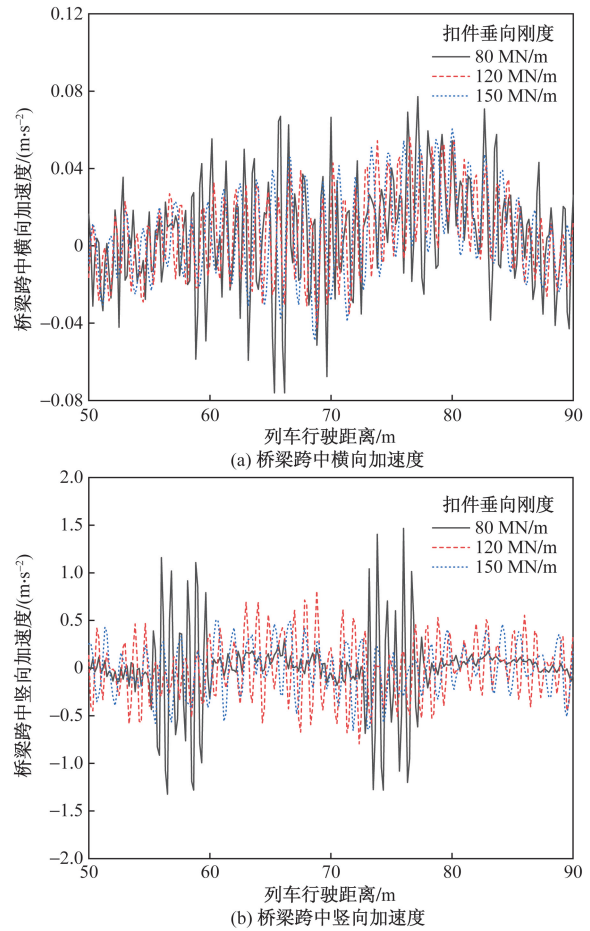 0.12
0.08
0.04
0
−0.04
−0.08
桥梁跨中横向加速度/(m·s⁻²)
扣件垂向刚度
80 MN/m
120 MN/m
150 MN/m
50
60
70
80
90
列车行驶距离/m
(a) 桥梁跨中横向加速度
2.0
1.5
1.0
0.5
0
−0.5
−1.0
−1.5
−2.0
桥梁跨中竖向加速度/(m·s⁻²)
扣件垂向刚度
80 MN/m
120 MN/m
150 MN/m
50
60
70
80
90
列车行驶距离/m
(b) 桥梁跨中竖向加速度